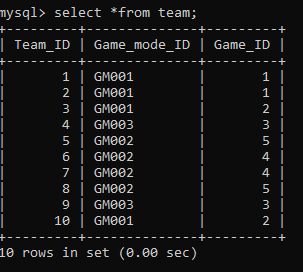 mysql> select *from team;
+---------+--------------+---------+
| Team_ID | Game_mode_ID | Game_ID |
+---------+--------------+---------+
|       1 | GM001        |       1 |
|       2 | GM001        |       1 |
|       3 | GM001        |       2 |
|       4 | GM003        |       3 |
|       5 | GM002        |       5 |
|       6 | GM002        |       4 |
|       7 | GM002        |       4 |
|       8 | GM002        |       5 |
|       9 | GM003        |       3 |
|      10 | GM001        |       2 |
+---------+--------------+---------+
10 rows in set (0.00 sec)